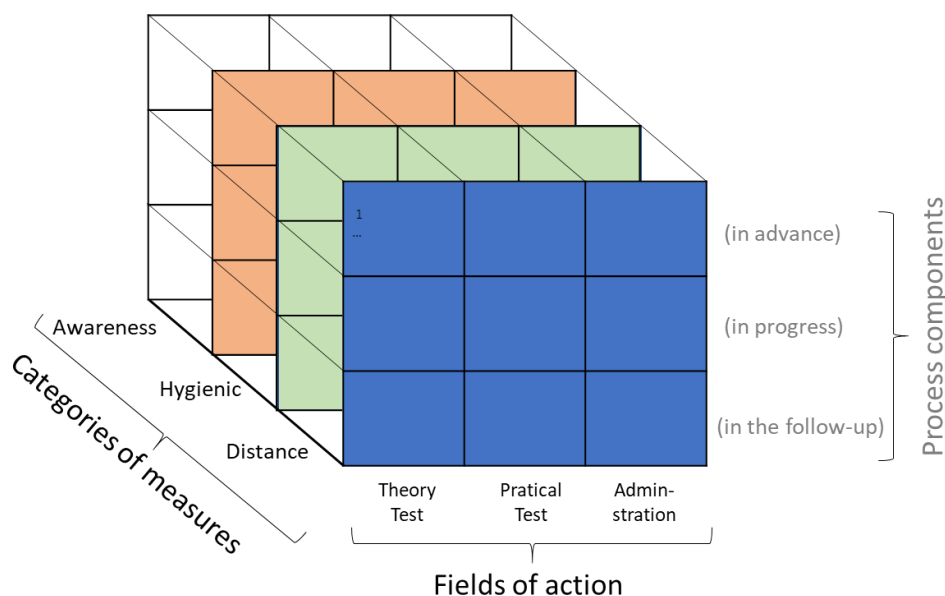 1
...
(in advance)
(in progress)
(in the follow-up)
Process components
Awareness
Hygienic
Distance
Categories of measures
Theory
Test
Pratical
Test
Admin-
stration
Fields of action